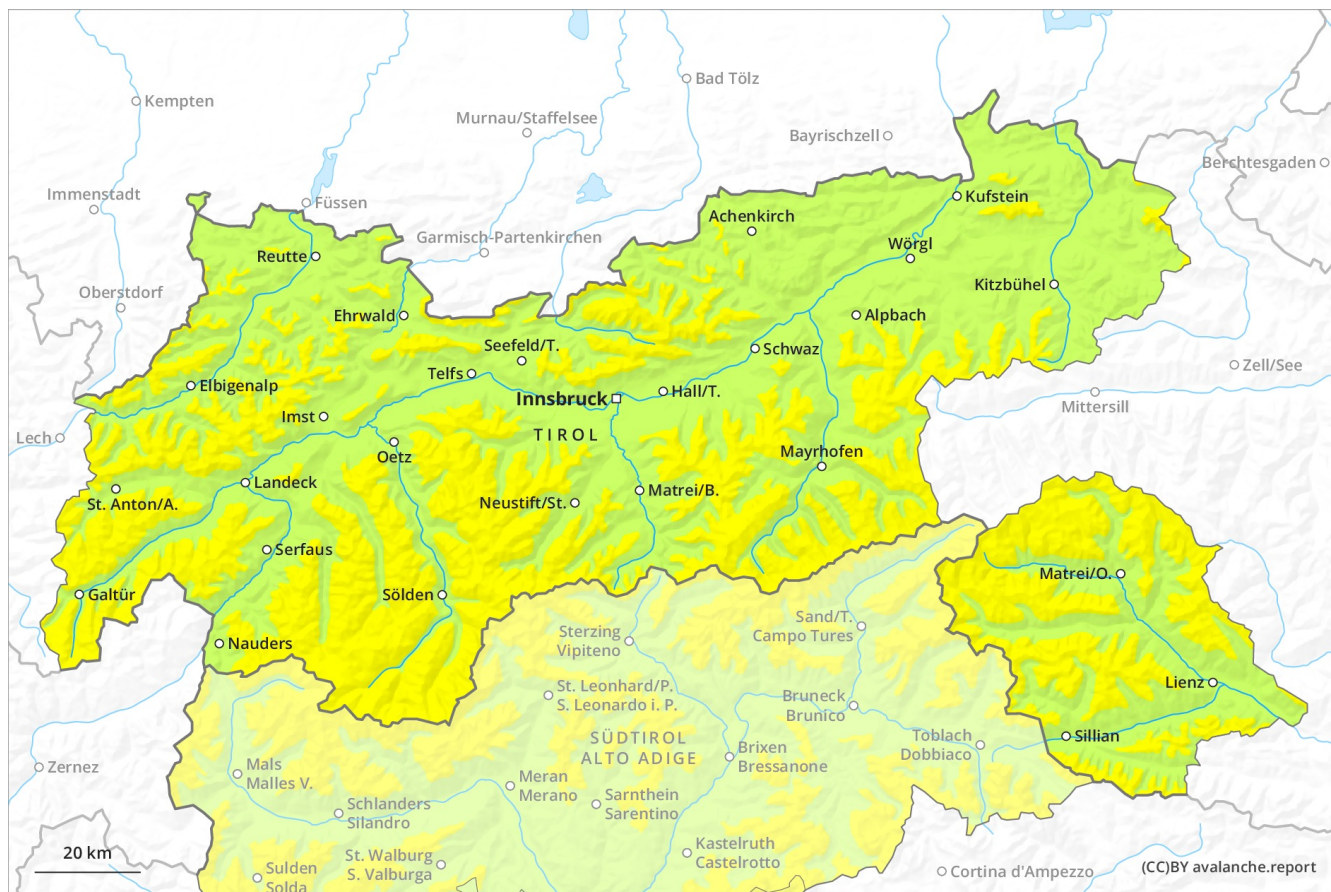 Kempten
Bad Tölz
Murnau/Staffelsee
Bayrischzell
Berchtesgaden
Immenstadt
Füssen
Kufstein
Achenkirch
Garmisch-Partenkirchen
Wörgl
Reutte
Oberstdorf
Kitzbühel
Ehrwald
Alpbach
Seefeld/T.
Schwaz
Zell/See
Telfs
Elbigenalp
Hall/T.
Innsbruck
Mittersill
Imst
Lech
TIROL
Oetz
Mayrhofen
Landeck
St. Anton/A.
Neustift/St.
Matrei/B.
Serfaus
Matrei/O.
Galtür
Sölden
Sand/T.
Campo Tures
Sterzing
Vipiteno
Nauders
Lienz
St. Leonhard/P.
S. Leonardo i. P.
Bruneck
Brunico
SÜDTIROL
ALTO ADIGE
Sillian
Toblach
Dobbiaco
Brixen
Bressanone
Zernez
Mals
Malles V.
Meran
Merano
Sarnthein
Sarentino
Schlanders
Silandro
Kastelruth
Castelrotto
20 km
St. Walburg
S. Valburga
Sulden
Solda
Cortina d'Ampezzo
(CC)BY avalanche.report